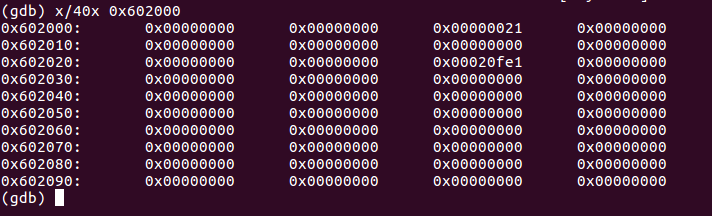 (gdb) x/40x 0x602000
0x602000: 0x00000000 0x00000000 0x00000021 0x00000000
0x602010: 0x00000000 0x00000000 0x00000000 0x00000000
0x602020: 0x00000000 0x00000000 0x00020fe1 0x00000000
0x602030: 0x00000000 0x00000000 0x00000000 0x00000000
0x602040: 0x00000000 0x00000000 0x00000000 0x00000000
0x602050: 0x00000000 0x00000000 0x00000000 0x00000000
0x602060: 0x00000000 0x00000000 0x00000000 0x00000000
0x602070: 0x00000000 0x00000000 0x00000000 0x00000000
0x602080: 0x00000000 0x00000000 0x00000000 0x00000000
0x602090: 0x00000000 0x00000000 0x00000000 0x00000000
(gdb)